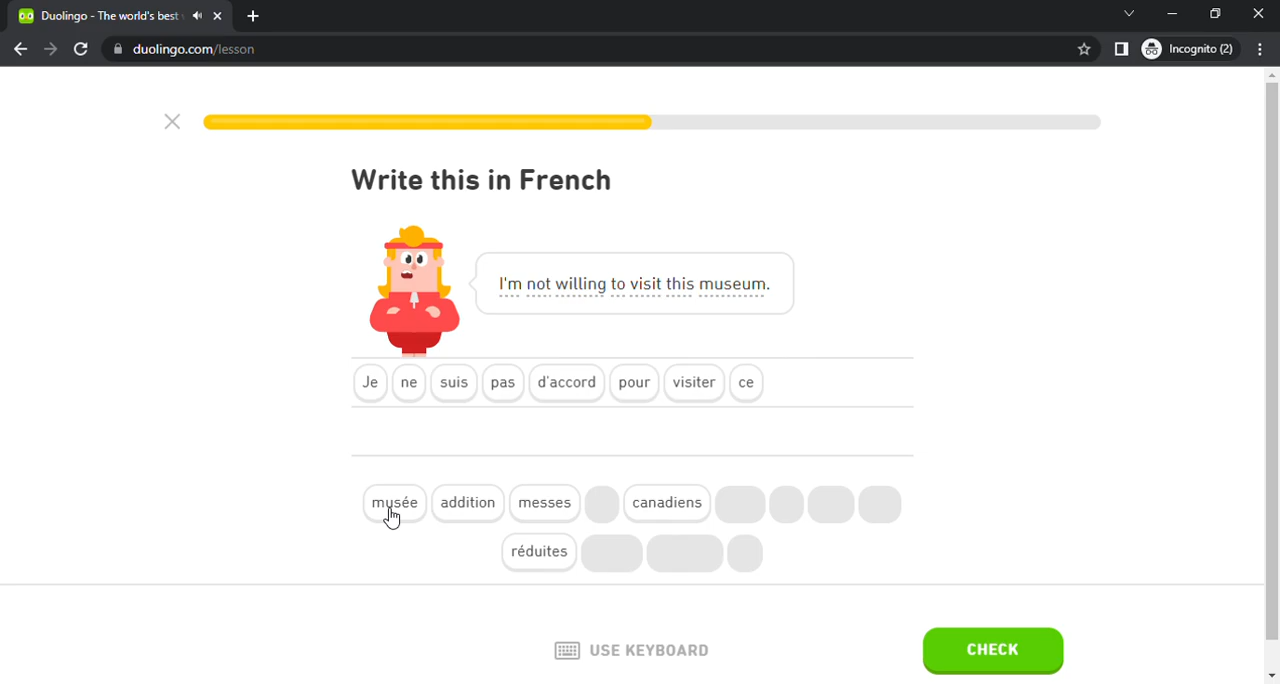 Duolingo - The world's best
duolingo.com/lesson
Incognito (2)
Write this in French
I'm not willing to visit this museum.
Je ne suis pas d'accord pour visiter ce
musée addition messes canadiens
réduites
USE KEYBOARD
CHECK